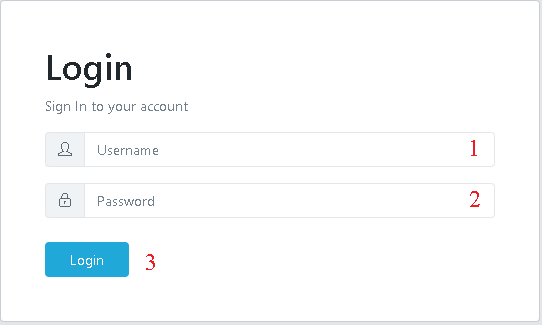 Login
Sign In to your account
Username 1
Password 2
Login 3